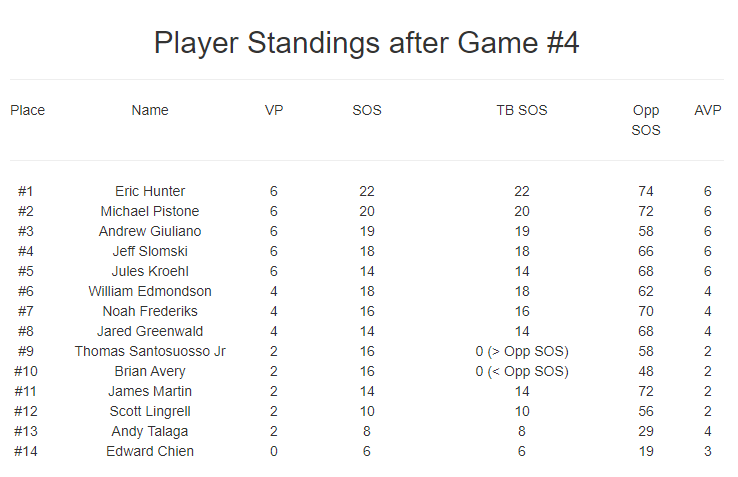 Player Standings after Game #4
Place Name VP SOS TB SOS Opp SOS AVP
#1 Eric Hunter 6 22 22 74 6
#2 Michael Pistone 6 20 20 72 6
#3 Andrew Giuliano 6 19 19 58 6
#4 Jeff Slomski 6 18 18 66 6
#5 Jules Kroehl 6 14 14 68 6
#6 William Edmondson 4 18 18 62 4
#7 Noah Frederiks 4 16 16 70 4
#8 Jared Greenwald 4 14 14 68 4
#9 Thomas Santosuosso Jr 2 16 0 (> Opp SOS) 58 2
#10 Brian Avery 2 16 0 (< Opp SOS) 48 2
#11 James Martin 2 14 14 72 2
#12 Scott Lingrell 2 10 10 56 2
#13 Andy Talaga 2 8 8 29 4
#14 Edward Chien 0 6 6 19 3